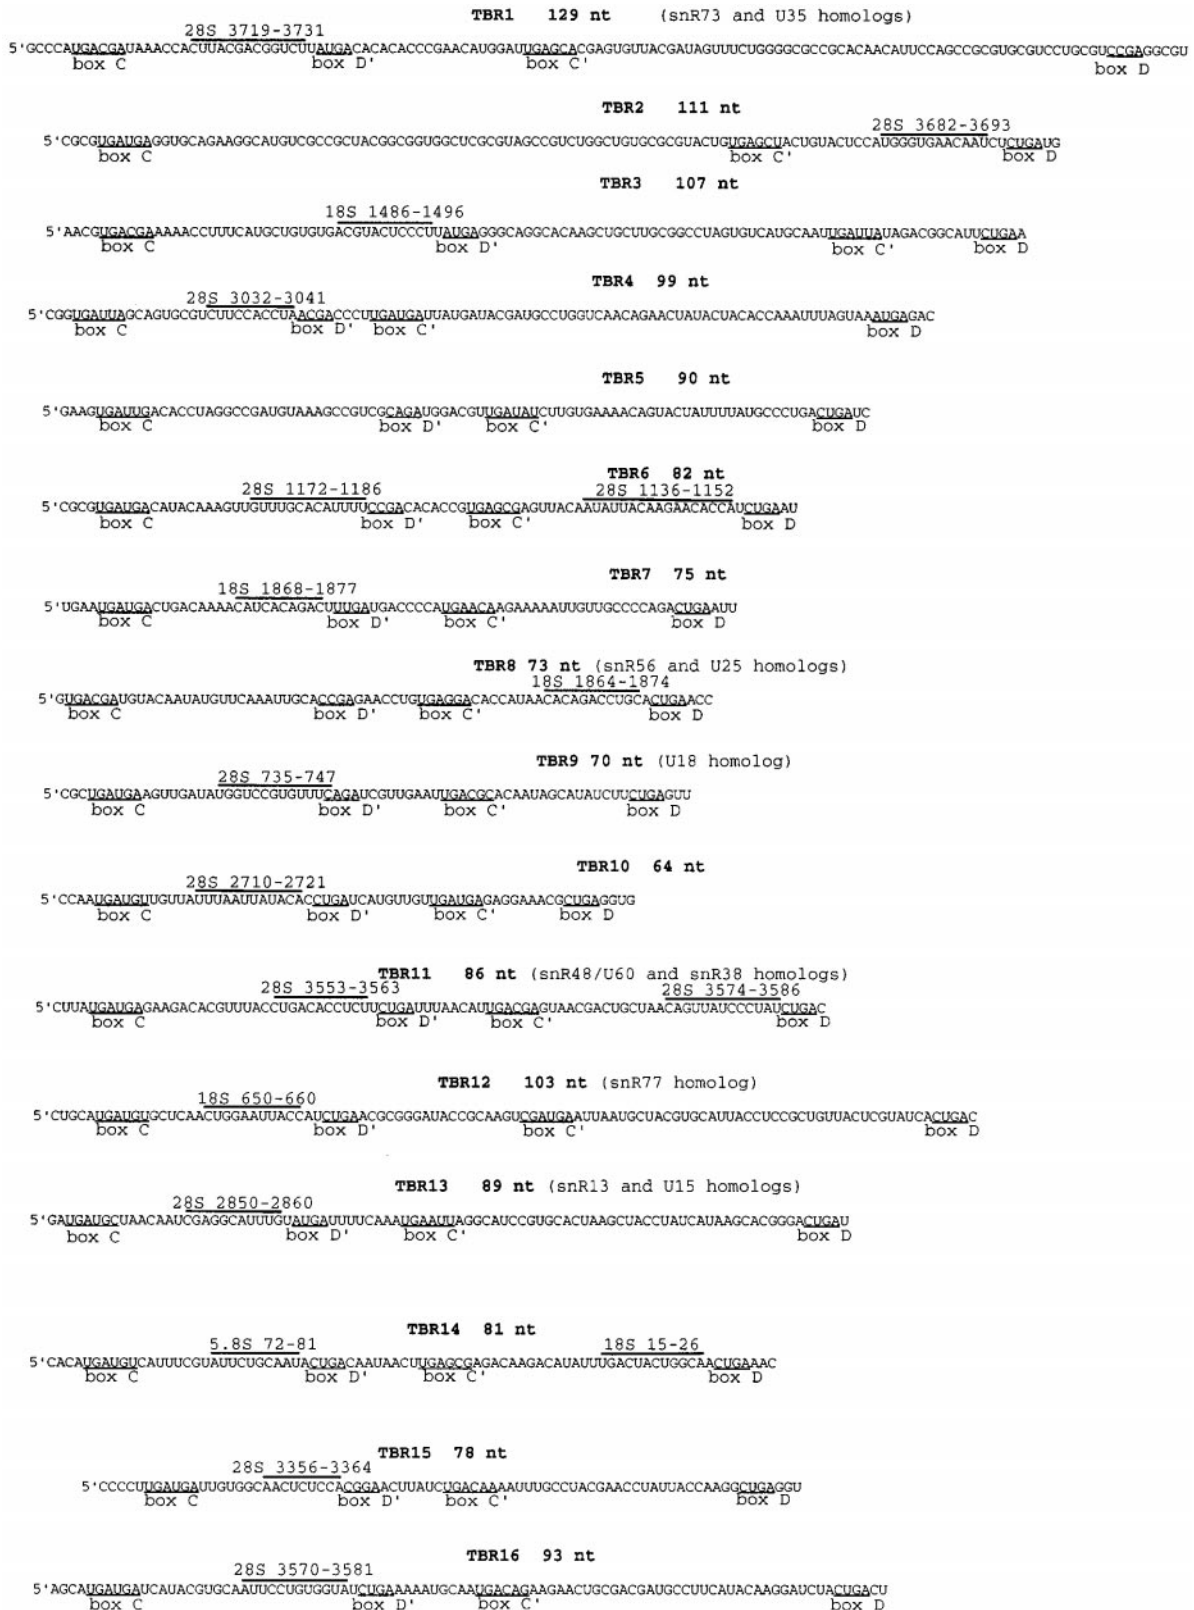 TBR1 129 nt (snR73 and U35 homologs)
28S 3719-3731
5'GCCCAUGACGAUAAACCACUUACGACGGUCUUAUGACACACACCCGAACAUGGAUUGAGCACGAGUGUUACGAUAGUUUCUGGGGCGCCGCACAACAUUCCAGCCGCGUGCGUCCUGCGUCCGAGGCGU
box C box D' box C' box D
TBR2 111 nt
28S 3682-3693
5'CGCGUGAUGAGGUGCAGAAGGCAUGUCGCCGCUACGGCGGUGGCUCGCGUAGCCGUCUGGCUGUGCGCGUACUGUGAGCUACUGUACUCCAUGGGUGAACAAUCUCUGAUG
box C box C' box D
TBR3 107 nt
18S 1486-1496
5'AACGUGACGAAAAACCUUUCAUGCUGUGUGACGUACUCCCUUAUGAGGGCAGGCACAAGCUGCUUGCGGCCUAGUGUCAUGCAAUUGAUUAUAGACGGCAUUCUGAA
box C box D' box C' box D
TBR4 99 nt
28S 3032-3041
5'CGGUGAUUAGCAGUGCGUCUUCCACCUAACGACCCUUGAUGAUUAUGAUACGAUGCCUGGUCAACAGAACUAUACUACACCAAAUUUAGUAAAUGAGAC
box C box D' box C' box D
TBR5 90 nt
5'GAAGUGAUUGACACCUAGGCCGAUGUAAAGCCGUCGCAGAUGGACGUUGAUAUCUUGUGAAAACAGUACUAUUUUAUGCCCUGACUGAUC
box C box D' box C' box D
TBR6 82 nt
28S 1172-1186 28S 1136-1152
5'CGCGUGAUGACAUACAAAGUUGUUUGCACAUUUUCCGACACACCGUGAGCGAGUUACAAUAUUACAAGAACACCAUCUGAAU
box C box D' box C' box D
TBR7 75 nt
18S 1868-1877
5'UGAAUGAUGACUGACAAAACAUCACAGACUUUGAUGACCCCAUGAACAAGAAAAAUUGUUGCCCCAGACUGAAUU
box C box D' box C' box D
TBR8 73 nt (snR56 and U25 homologs)
18S 1864-1874
5'GUGACGAUGUACAAUAUGUUCAAAUUGCACCGAGAACCUGUGAGGACACCAUAACACAGACCUGCACUGAACC
box C box D' box C' box D
TBR9 70 nt (U18 homolog)
28S 735-747
5'CGCUGAUGAAGUUGAUAUGGUCCGUGUUUCAGAUCGUUGAAUUGACGCACAAUAGCAUAUCUUCUGAGUU
box C box D' box C' box D
TBR10 64 nt
28S 2710-2721
5'CCAAUGAUGUUGUUAUUUAAUUAUACACCUGAUCAUGUUGUUGAUGAGAGGAAACGCUGAGGUG
box C box D' box C' box D
TBR11 86 nt (snR48/U60 and snR38 homologs)
28S 3553-3563 28S 3574-3586
5'CUUAUGAUGAGAAGACACGUUUACCUGACACCUCUUCUGAUUUAACAUUGACGAGUAACGACUGCUAACAGUUAUCCCUAUCUGAC
box C box D' box C' box D
TBR12 103 nt (snR77 homolog)
18S 650-660
5'CUGCAUGAUGUGCUCAACUGGAAUUACCAUCUGAACGCGGGAUACCGCAAGUCGAUGAAUUAAUGCUACGUGCAUUACCUCCGCUGUUACUCGUAUCACUGAC
box C box D' box C' box D
TBR13 89 nt (snR13 and U15 homologs)
28S 2850-2860
5'GAUGAUGCUAACAAUCGAGGCAUUUGUAUGAUUUUCAAAUGAAUUAGGCAUCCGUGCACUAAGCUACCUAUCAUAAGCACGGGACUGAU
box C box D' box C' box D
TBR14 81 nt
5.8S 72-81 18S 15-26
5'CACAUGAUGUCAUUUCGUAUUCUGCAAUACUGACAAUAACUUGAGCGAGACAAGACAUAUUUGACUACUGGCAACUGAAAC
box C box D' box C' box D
TBR15 78 nt
28S 3356-3364
5'CCCCUUGAUGAUUGUGGCAACUCUCCACGGAACUUAUCUGACAAAAUUUGCCUACGAACCUAUUACCAAGGCUGAGGU
box C box D' box C' box D
TBR16 93 nt
28S 3570-3581
5'AGCAUGAUGAUCAUACGUGCAAUUCCUGUGGUAUCUGAAAAAUGCAAUGACAGAAGAACUGCGACGAUGCCUUCAUACAAGGAUCUACUGACU
box C box D' box C' box D